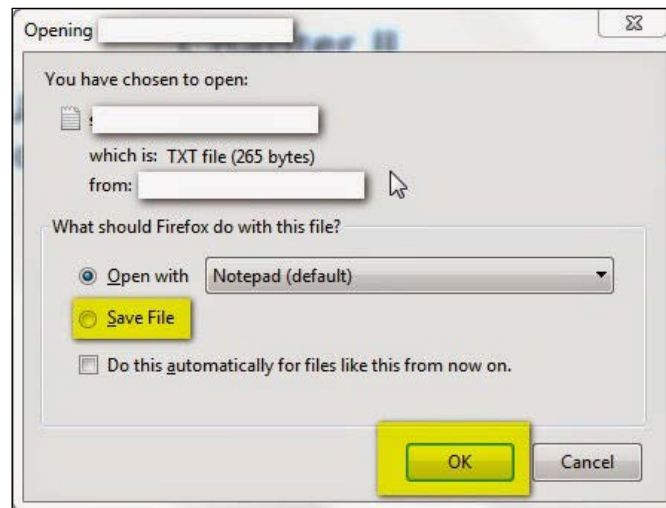 Opening
Chapter II
You have chosen to open:
which is: TXT file (265 bytes)
from:
What should Firefox do with this file?
Open with Notepad (default)
Save File
Do this automatically for files like this from now on.
OK Cancel